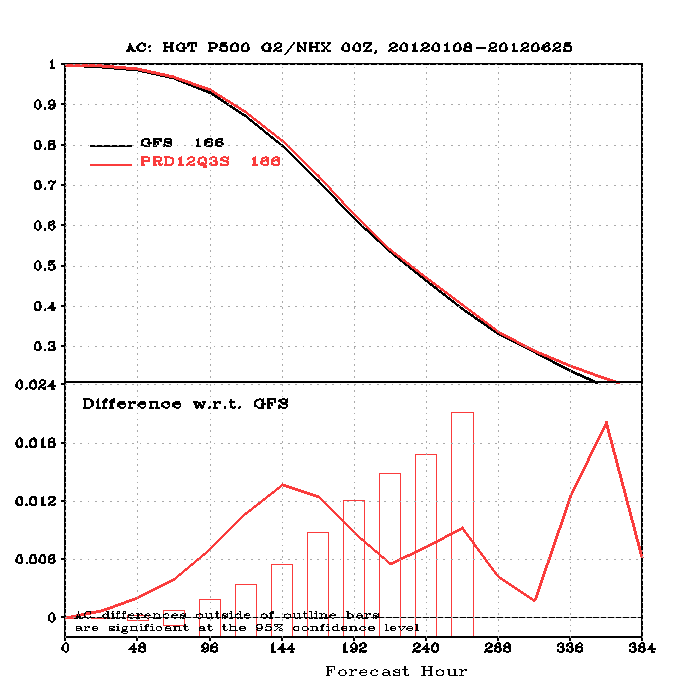 AC: HGT P500 G2/NHX 00Z, 20120108-20120625
1
0.9
0.8
GFS 166
PRD12Q3S 166
0.7
0.6
0.5
0.4
0.3
0.024
Difference w.r.t. GFS
0.018
0.012
0.006
0
AC differences outside of outline bars
are significant at the 95% confidence level
0 48 96 144 192 240 288 336 384
Forecast Hour